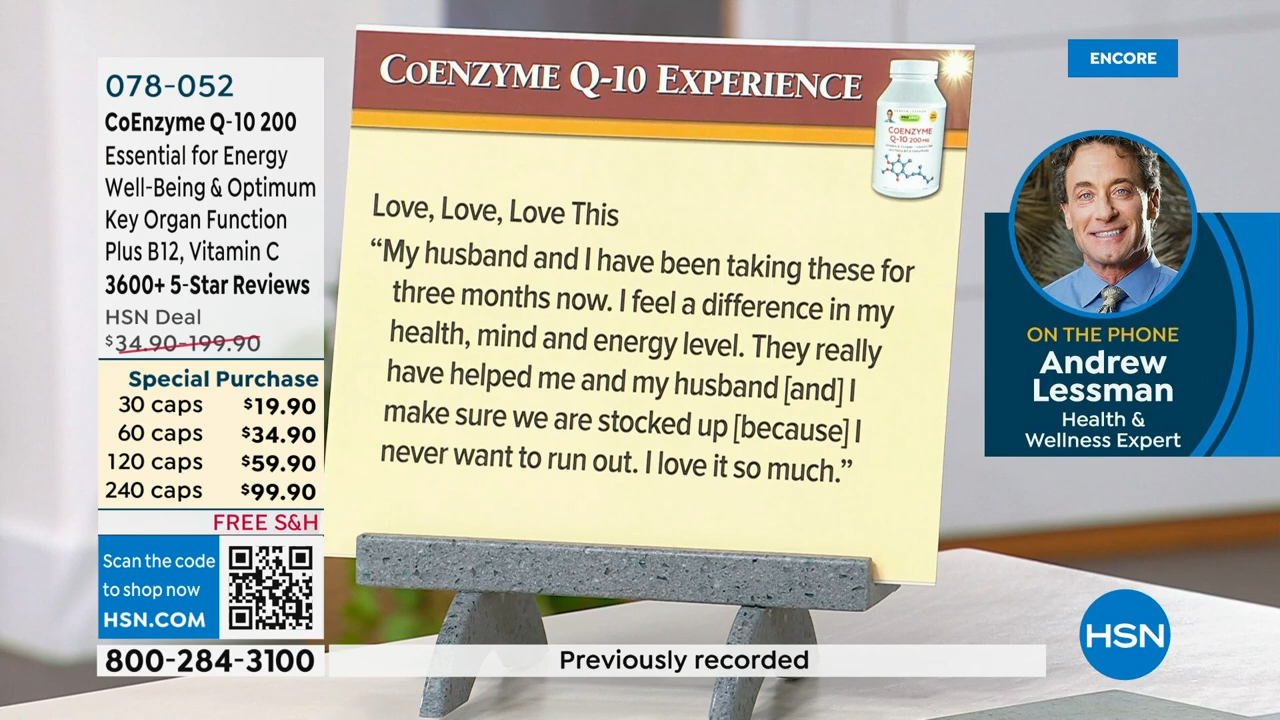 078-052
CoEnzyme Q-10 200
Essential for Energy
Well-Being & Optimum
Key Organ Function
Plus B12, Vitamin C
3600+ 5-Star Reviews
HSN Deal
$34.90-199.90
Special Purchase
30 caps $19.90
60 caps $34.90
120 caps $59.90
240 caps $99.90
FREE S&H
Scan the code
to shop now
HSN.COM
800-284-3100
COENZYME Q-10 EXPERIENCE
COENZYME
Q-10 200 MG
Love, Love, Love This
“My husband and I have been taking these for
three months now. I feel a difference in my
health, mind and energy level. They really
have helped me and my husband [and] I
make sure we are stocked up [because] I
never want to run out. I love it so much.”
ENCORE
ON THE PHONE
Andrew
Lessman
Health &
Wellness Expert
HSN
Previously recorded